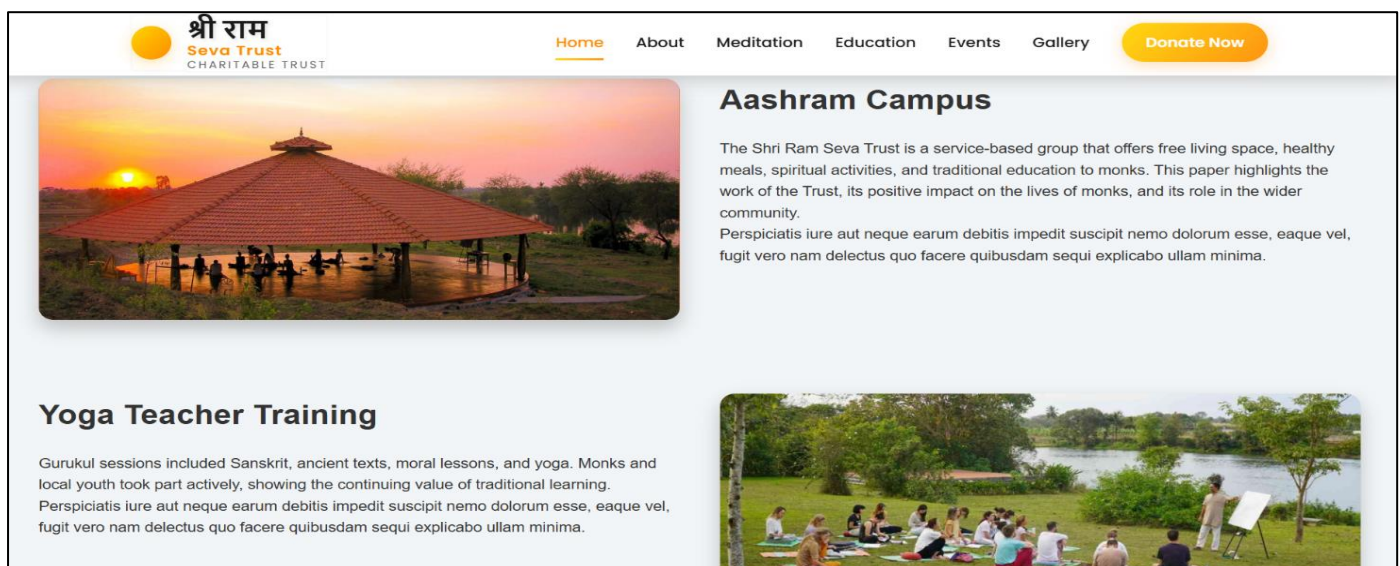 श्री राम
Seva Trust
CHARITABLE TRUST
Home About Meditation Education Events Gallery Donate Now
Aashram Campus
The Shri Ram Seva Trust is a service-based group that offers free living space, healthy
meals, spiritual activities, and traditional education to monks. This paper highlights the
work of the Trust, its positive impact on the lives of monks, and its role in the wider
community.
Perspiciatis iure aut neque earum debitis impedit suscipit nemo dolorum esse, eaque vel,
fugit vero nam delectus quo facere quibusdam sequi explicabo ullam minima.
Yoga Teacher Training
Gurukul sessions included Sanskrit, ancient texts, moral lessons, and yoga. Monks and
local youth took part actively, showing the continuing value of traditional learning.
Perspiciatis iure aut neque earum debitis impedit suscipit nemo dolorum esse, eaque vel,
fugit vero nam delectus quo facere quibusdam sequi explicabo ullam minima.